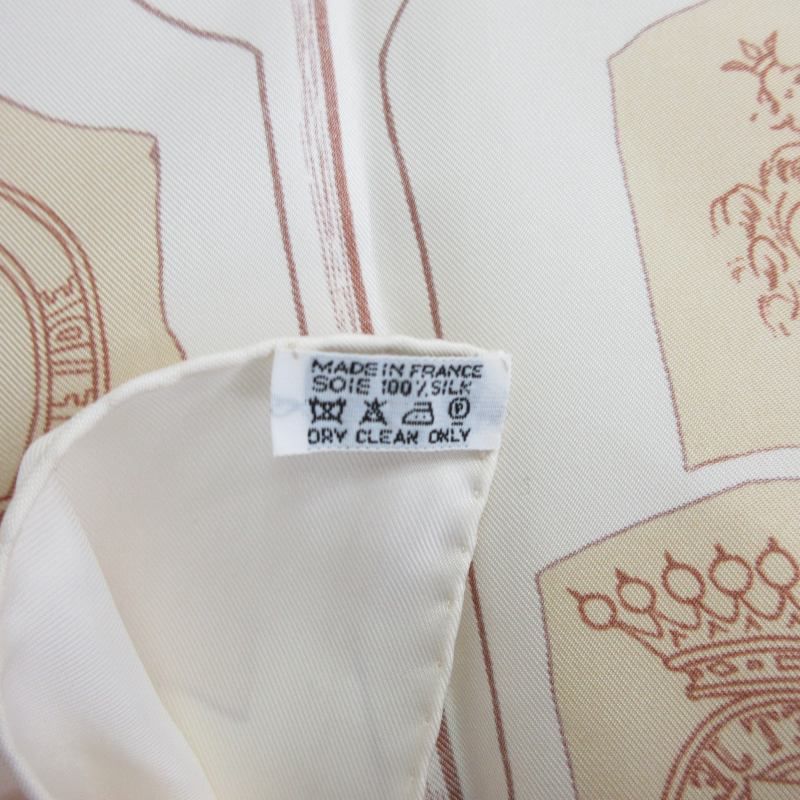 MADE IN FRANCE
SOIE 100% SILK
DRY CLEAN ONLY